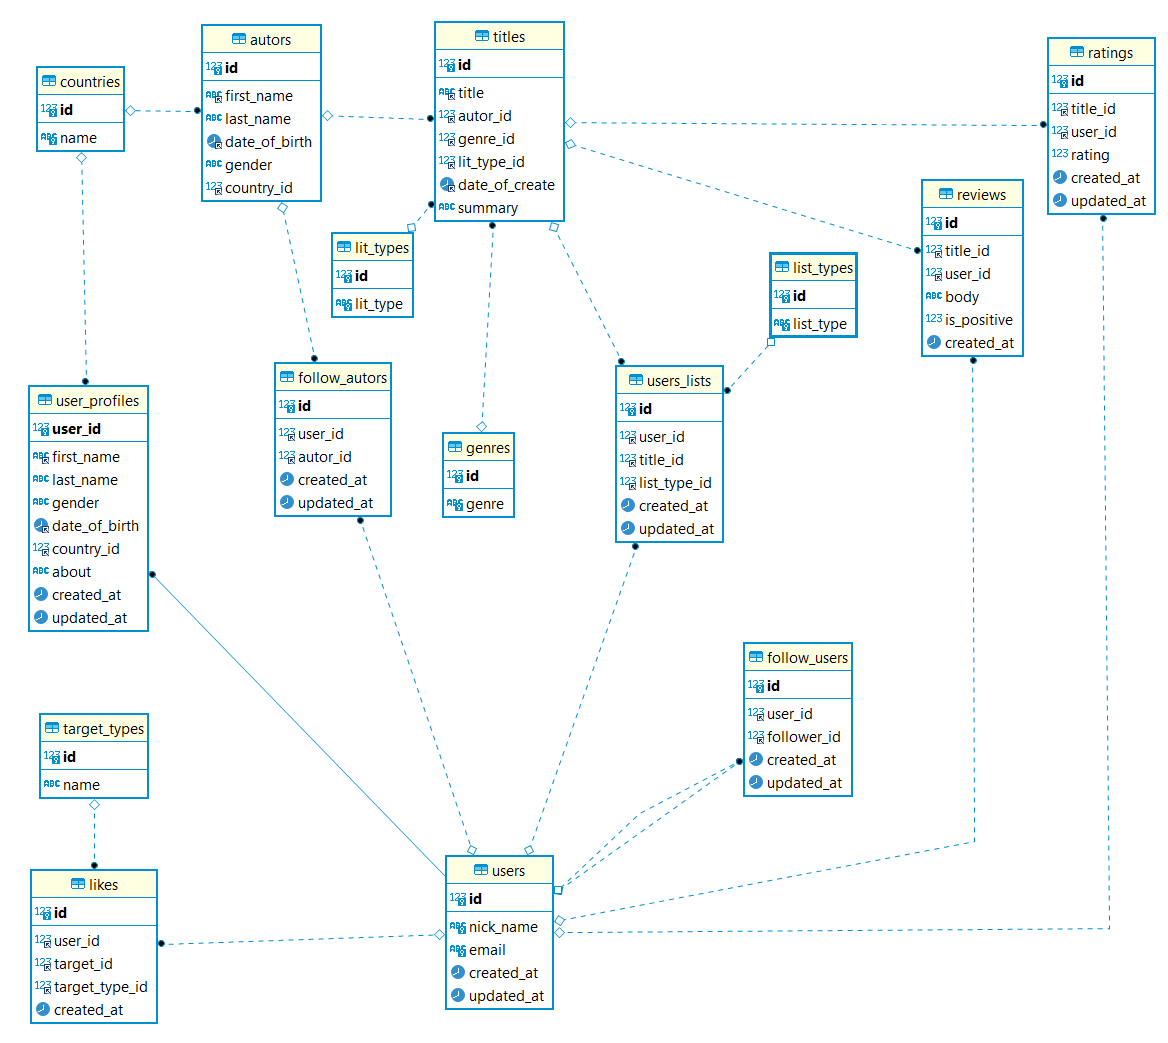 countries
id
name
autors
id
first_name
last_name
date_of_birth
gender
country_id
titles
id
title
autor_id
genre_id
lit_type_id
date_of_create
summary
ratings
id
title_id
user_id
rating
created_at
updated_at
reviews
id
title_id
user_id
body
is_positive
created_at
lit_types
id
lit_type
list_types
id
list_type
user_profiles
user_id
first_name
last_name
gender
date_of_birth
country_id
about
created_at
updated_at
follow_autors
id
user_id
autor_id
created_at
updated_at
genres
id
genre
users_lists
id
user_id
title_id
list_type_id
created_at
updated_at
follow_users
id
user_id
follower_id
created_at
updated_at
target_types
id
name
likes
id
user_id
target_id
target_type_id
created_at
users
id
nick_name
email
created_at
updated_at